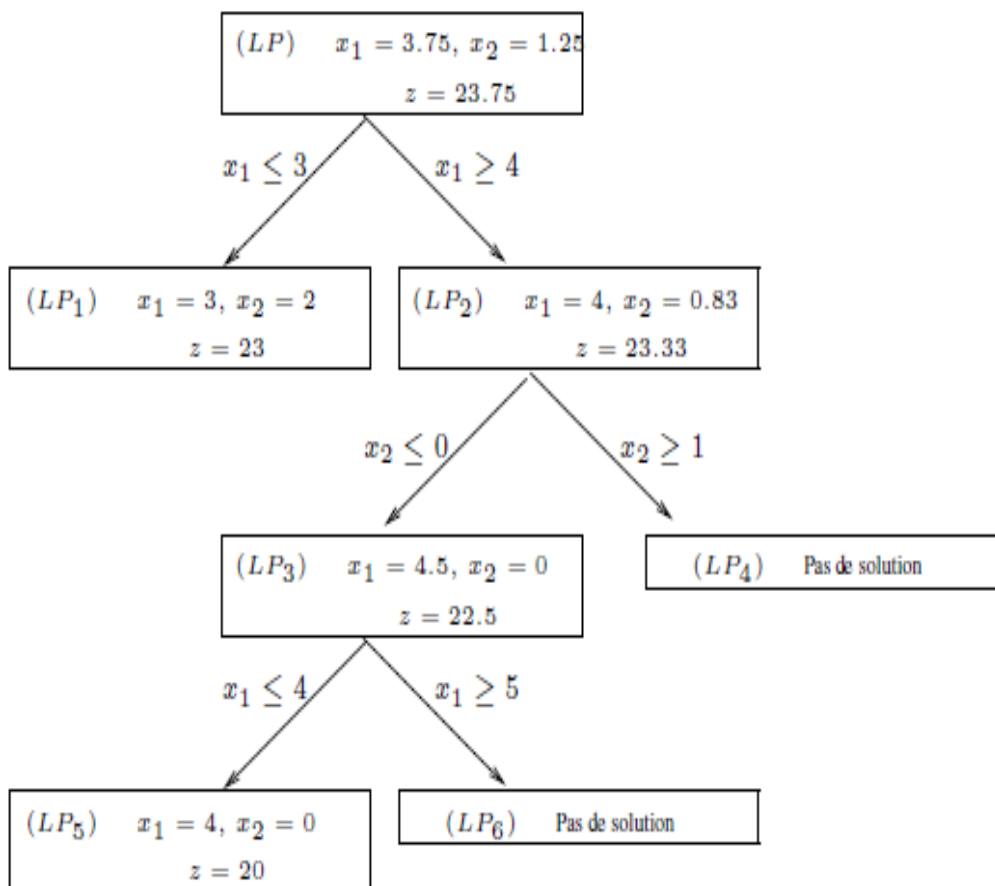 (LP) x₁ = 3.75, x₂ = 1.25
z = 23.75
x₁ ≤ 3
x₁ ≥ 4
(LP₁) x₁ = 3, x₂ = 2
z = 23
(LP₂) x₁ = 4, x₂ = 0.83
z = 23.33
x₂ ≤ 0
x₂ ≥ 1
(LP₃) x₁ = 4.5, x₂ = 0
z = 22.5
(LP₄) Pas de solution
x₁ ≤ 4
x₁ ≥ 5
(LP₅) x₁ = 4, x₂ = 0
z = 20
(LP₆) Pas de solution